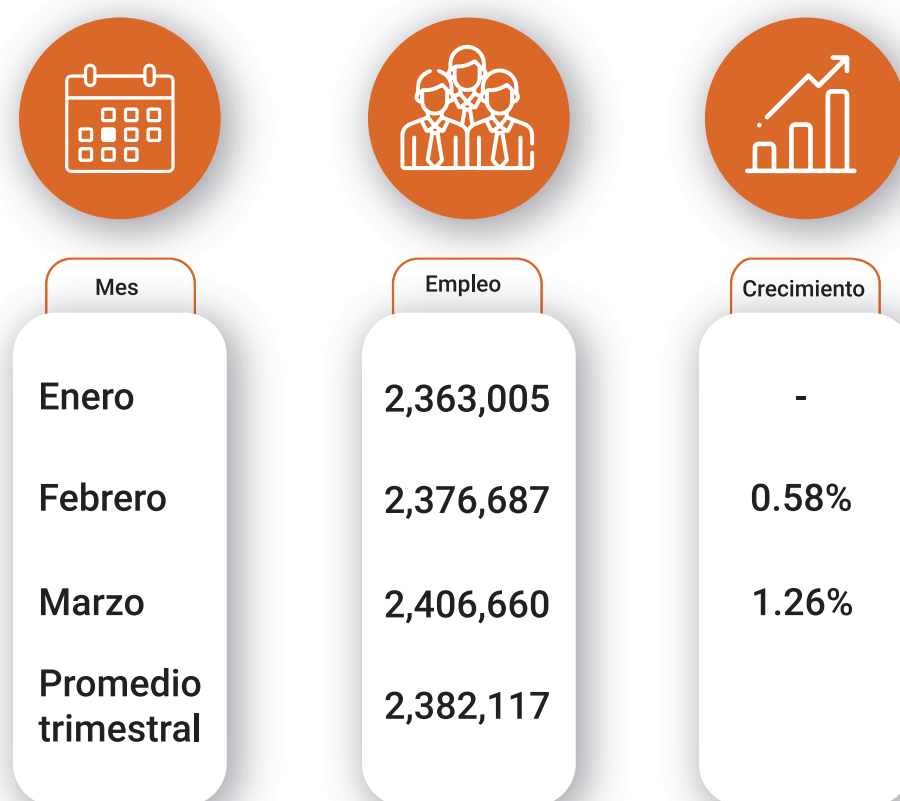 Mes Empleo Crecimiento
Enero 2,363,005 -
Febrero 2,376,687 0.58%
Marzo 2,406,660 1.26%
Promedio
trimestral 2,382,117